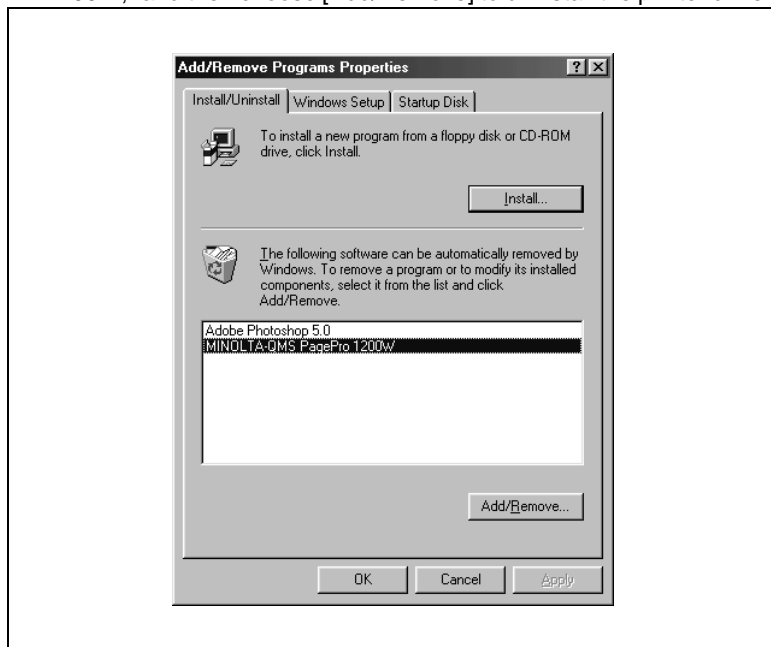 Add/Remove Programs Properties
Install/Uninstall Windows Setup Startup Disk
To install a new program from a floppy disk or CD-ROM
drive, click Install.
Install...
The following software can be automatically removed by
Windows. To remove a program or to modify its installed
components, select it from the list and click
Add/Remove.
Adobe Photoshop 5.0
MINOLTA-QMS PagePro 1200W
Add/Remove...
OK Cancel Apply